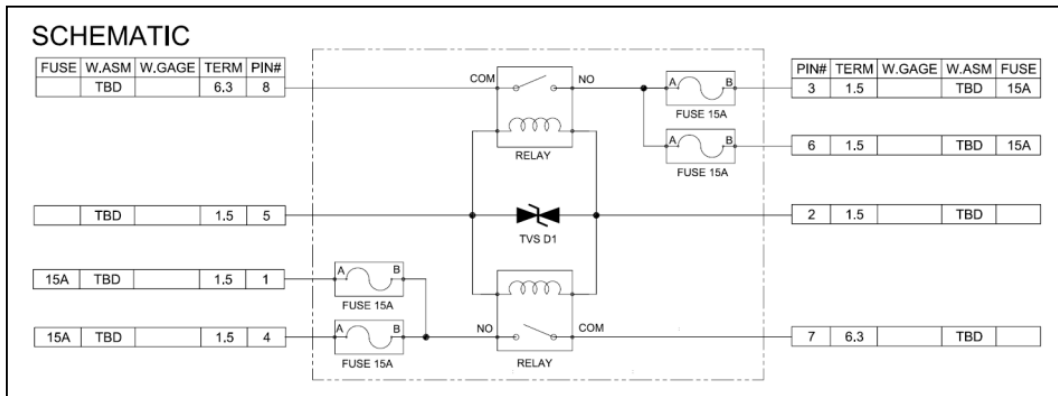 SCHEMATIC
FUSE W.ASM W.GAGE TERM PIN#
TBD 6.3 8
COM NO
RELAY
A B
FUSE 15A
A B
FUSE 15A
PIN# TERM W.GAGE W.ASM FUSE
3 1.5 TBD 15A
6 1.5 TBD 15A
TBD 1.5 5
TVS D1
2 1.5 TBD
15A TBD 1.5 1
A B
FUSE 15A
15A TBD 1.5 4
A B
FUSE 15A
NO COM
RELAY
7 6.3 TBD